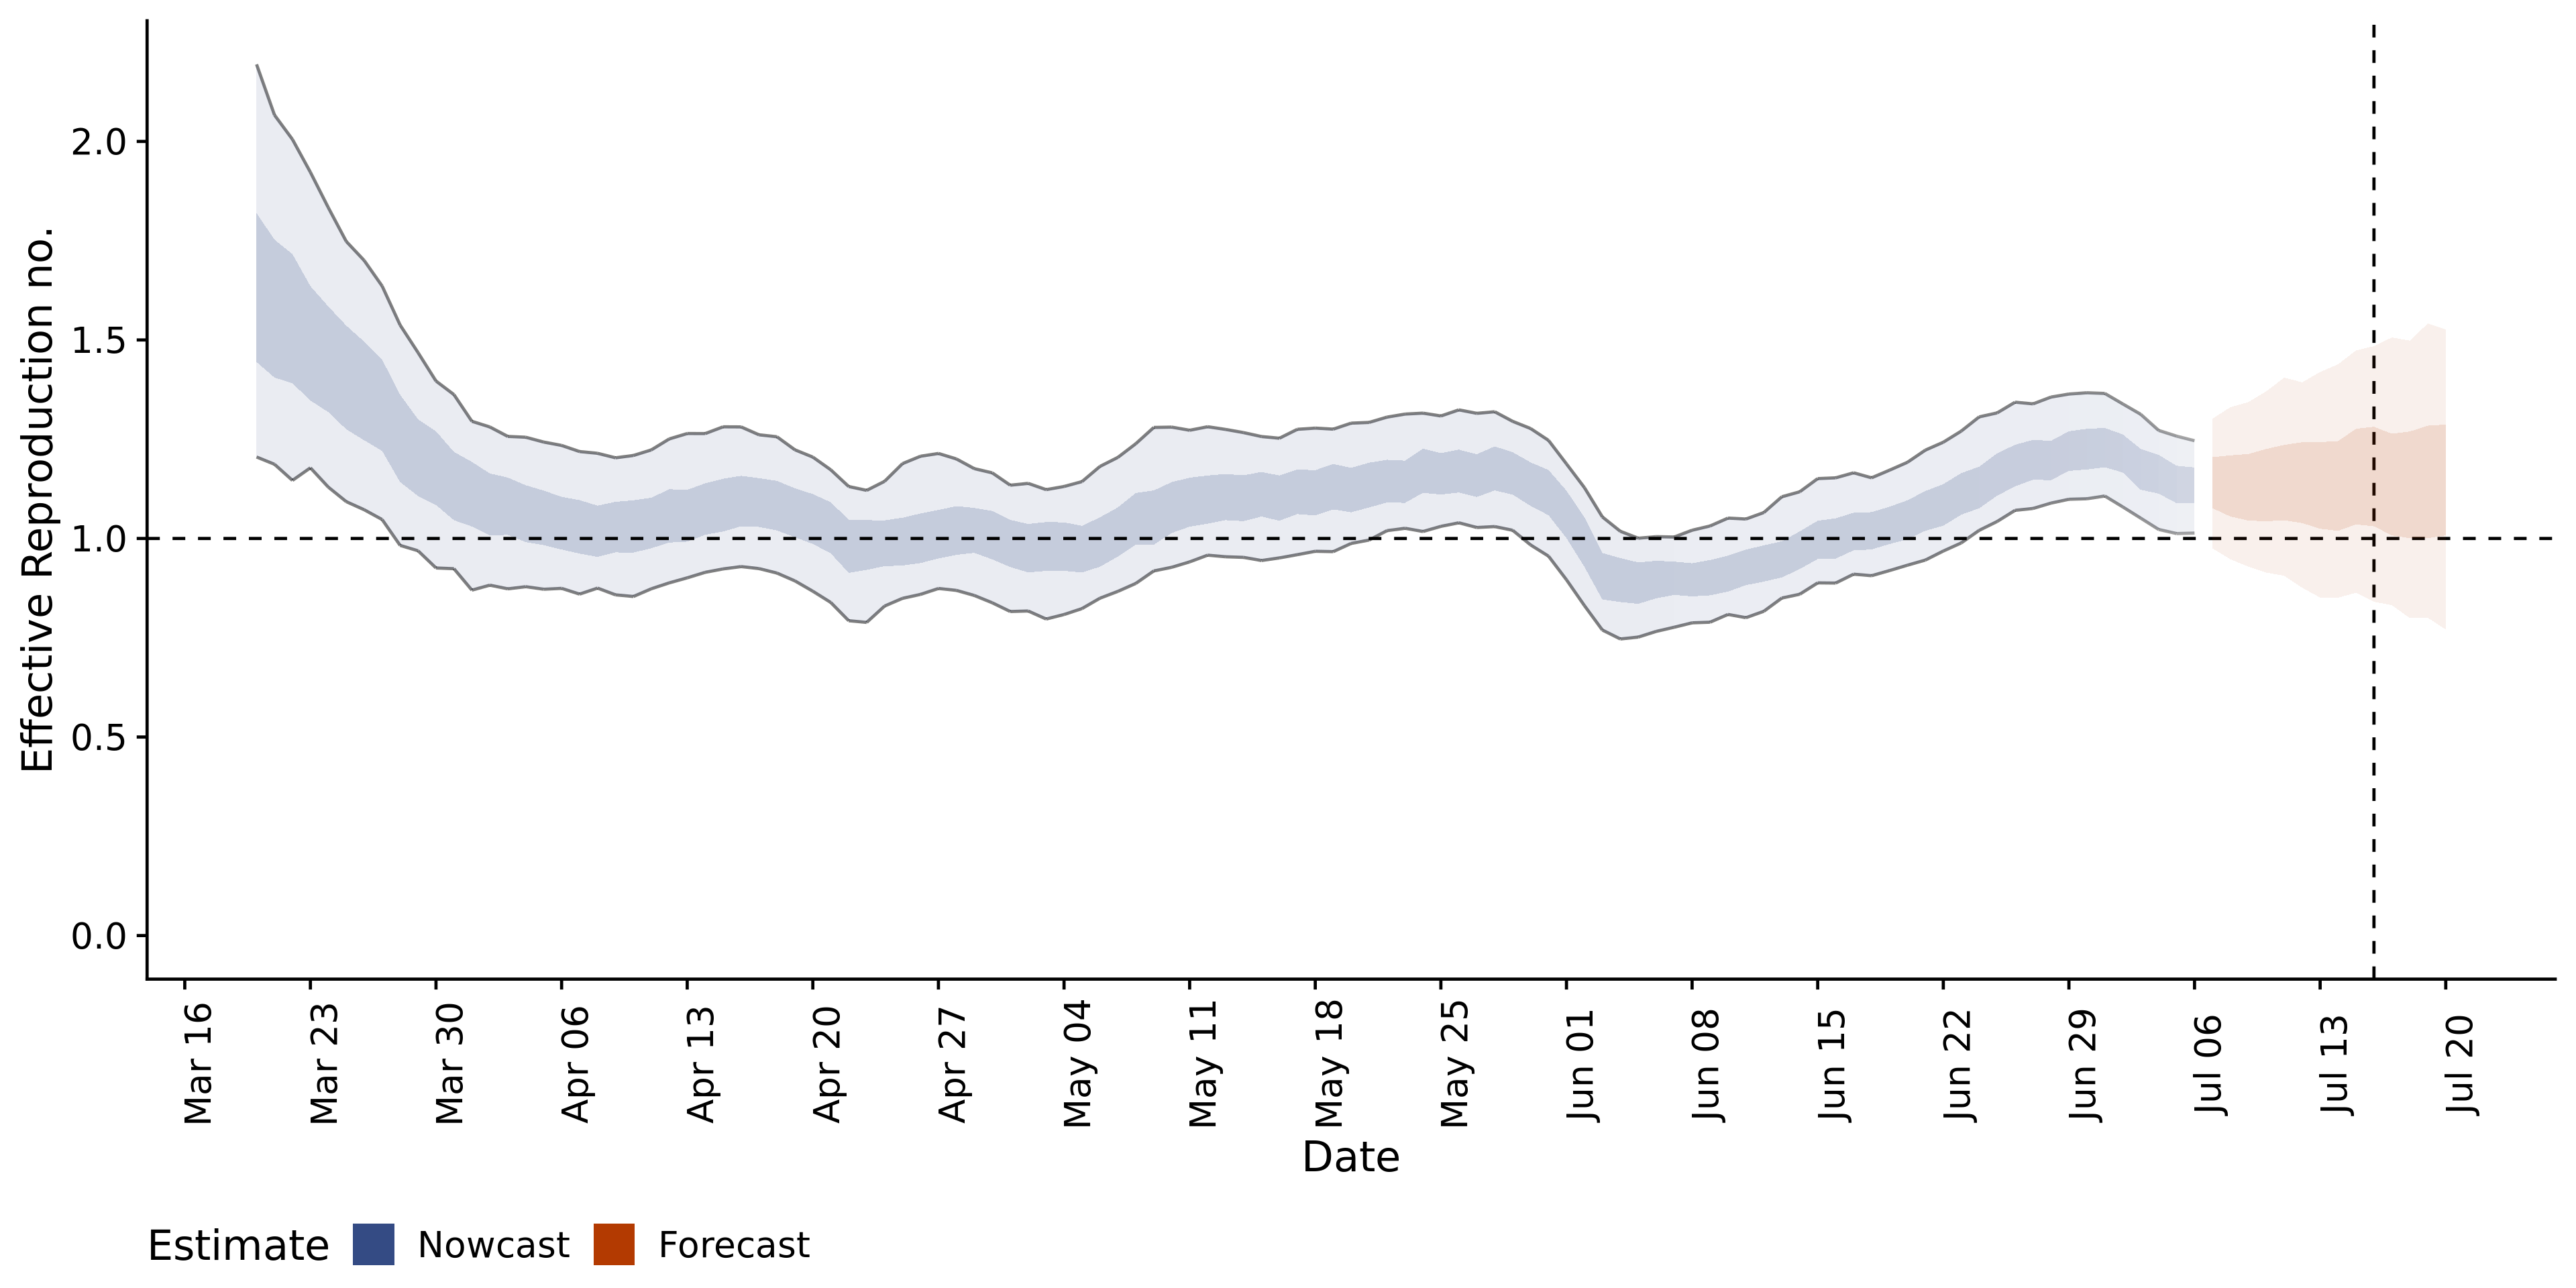 Effective Reproduction no.
2.0
1.5
1.0
0.5
0.0
Mar 16
Mar 23
Mar 30
Apr 06
Apr 13
Apr 20
Apr 27
May 04
May 11
May 18
May 25
Jun 01
Jun 08
Jun 15
Jun 22
Jun 29
Jul 06
Jul 13
Jul 20
Date
Estimate Nowcast Forecast